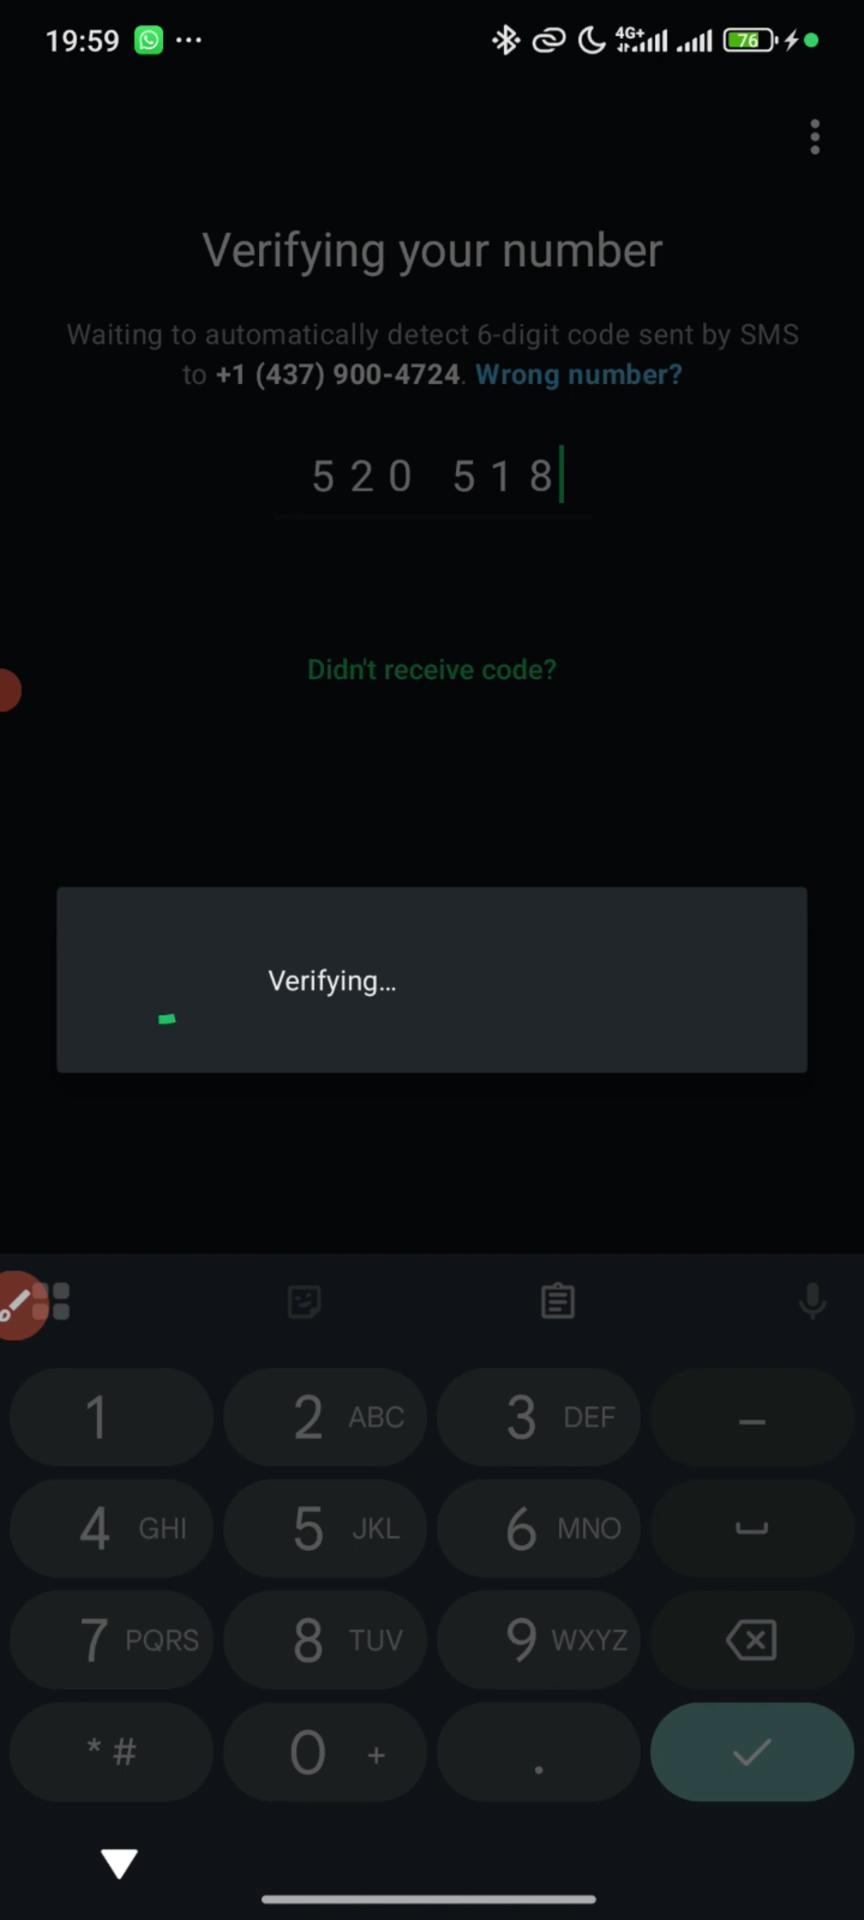 19:59 ... 4G+ 76
Verifying your number
Waiting to automatically detect 6-digit code sent by SMS
to +1 (437) 900-4724. Wrong number?
520 518
Didn't receive code?
Verifying...
1 2 ABC 3 DEF –
4 GHI 5 JKL 6 MNO
7 PQRS 8 TUV 9 WXYZ
* # 0 + .